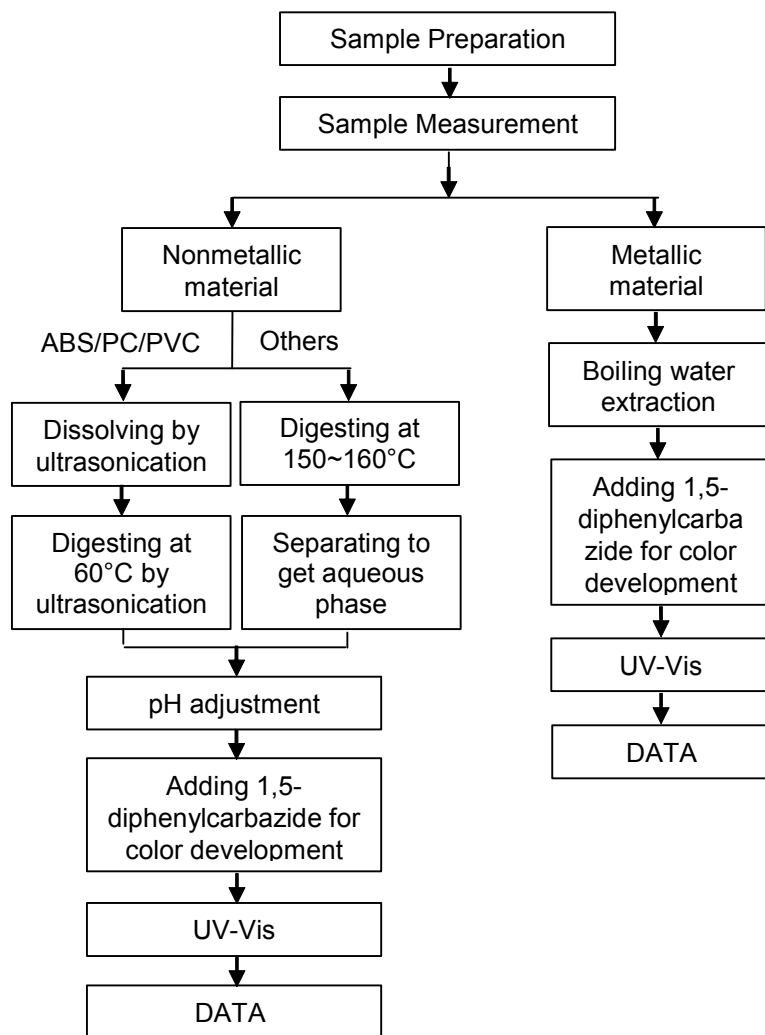 Sample Preparation
Sample Measurement
Nonmetallic
material
ABS/PC/PVC
Others
Dissolving by
ultrasonication
Digesting at
150~160°C
Digesting at
60°C by
ultrasonication
Separating to
get aqueous
phase
pH adjustment
Adding 1,5-
diphenylcarbazide for
color development
UV-Vis
DATA
Metallic
material
Boiling water
extraction
Adding 1,5-
diphenylcarba
zide for color
development
UV-Vis
DATA